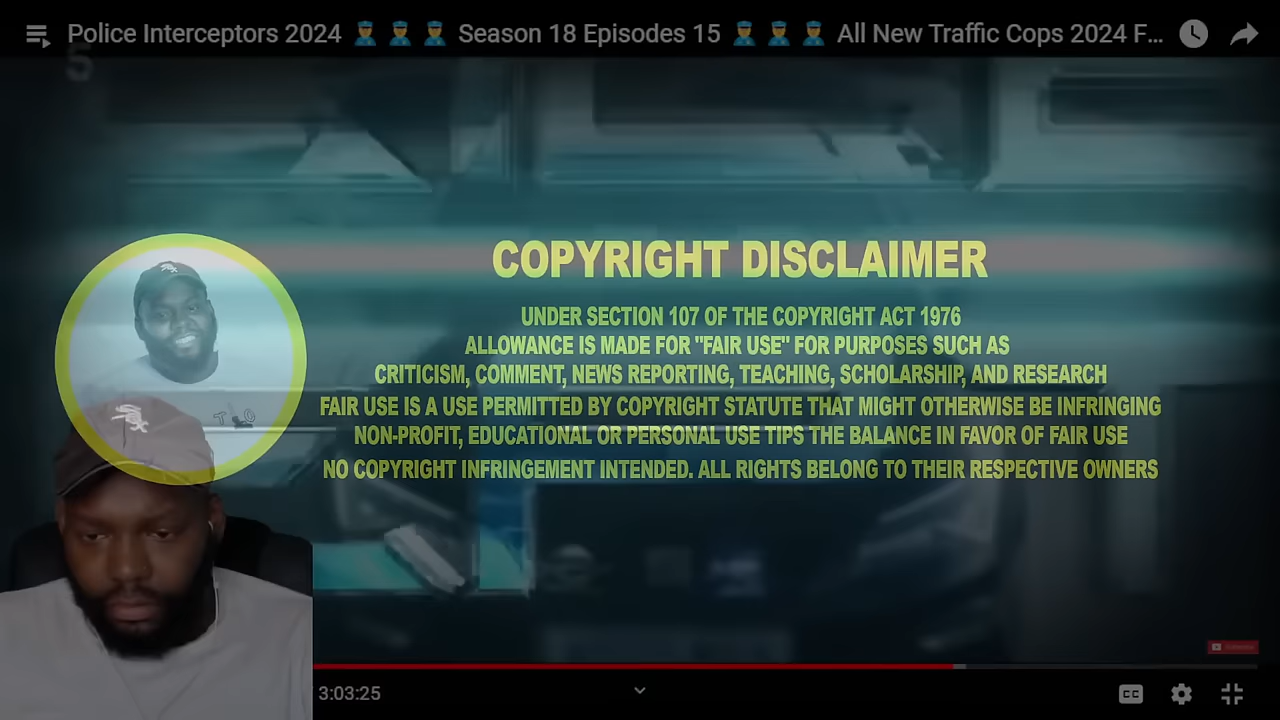 Police Interceptors 2024 👮 👮 👮 Season 18 Episodes 15 👮 👮 👮 All New Traffic Cops 2024 F...
5
COPYRIGHT DISCLAIMER
UNDER SECTION 107 OF THE COPYRIGHT ACT 1976
ALLOWANCE IS MADE FOR "FAIR USE" FOR PURPOSES SUCH AS
CRITICISM, COMMENT, NEWS REPORTING, TEACHING, SCHOLARSHIP, AND RESEARCH
FAIR USE IS A USE PERMITTED BY COPYRIGHT STATUTE THAT MIGHT OTHERWISE BE INFRINGING
NON-PROFIT, EDUCATIONAL OR PERSONAL USE TIPS THE BALANCE IN FAVOR OF FAIR USE
NO COPYRIGHT INFRINGEMENT INTENDED. ALL RIGHTS BELONG TO THEIR RESPECTIVE OWNERS
3:03:25
CC